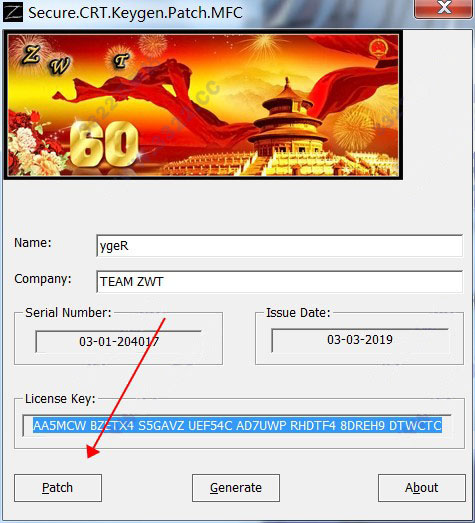 Secure.CRT.Keygen.Patch.MFC
Z W T
60
Name:
ygeR
Company:
TEAM ZWT
Serial Number:
Issue Date:
03-01-204017
03-03-2019
License Key:
AA5MCW BZETX4 S5GAVZ UEF54C AD7UWP RHDTF4 8DREH9 DTWCTC
Patch
Generate
About